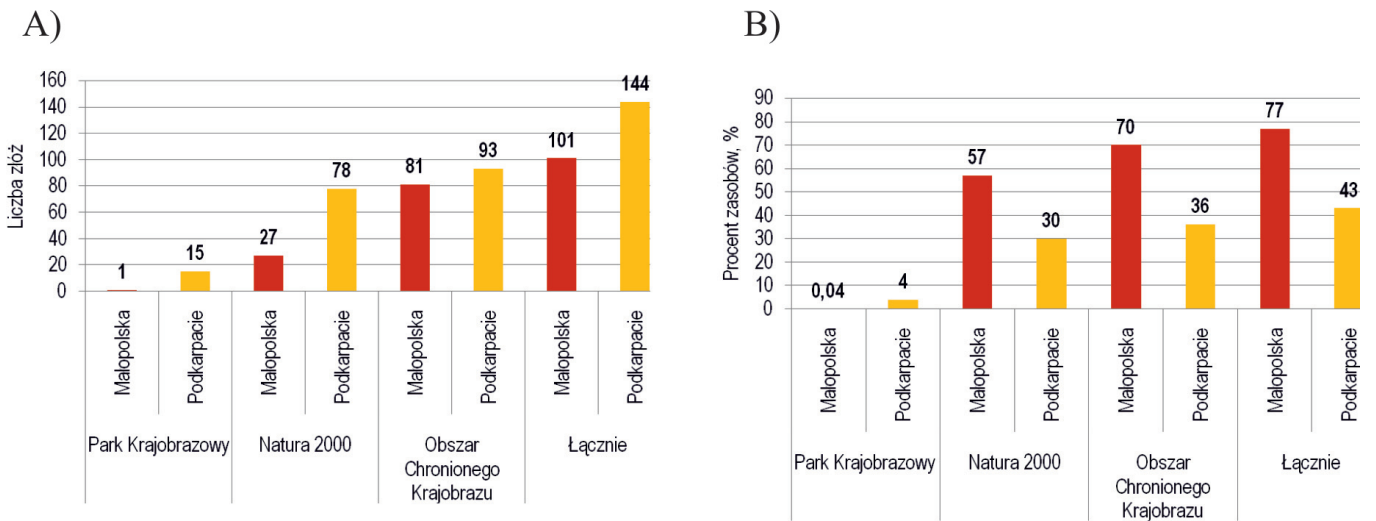 A)
Liczba złóż
160
140
120
100
80
60
40
20
0
1
15
27
78
81
93
101
144
Małopolska
Podkarpacie
Małopolska
Podkarpacie
Małopolska
Podkarpacie
Małopolska
Podkarpacie
Park Krajobrazowy
Natura 2000
Obszar
Chronionego
Krajobrazu
Łącznie
B)
Procent zasobów, %
90
80
70
60
50
40
30
20
10
0
0,04
4
57
30
70
36
77
43
Małopolska
Podkarpacie
Małopolska
Podkarpacie
Małopolska
Podkarpacie
Małopolska
Podkarpacie
Park Krajobrazowy
Natura 2000
Obszar
Chronionego
Krajobrazu
Łącznie